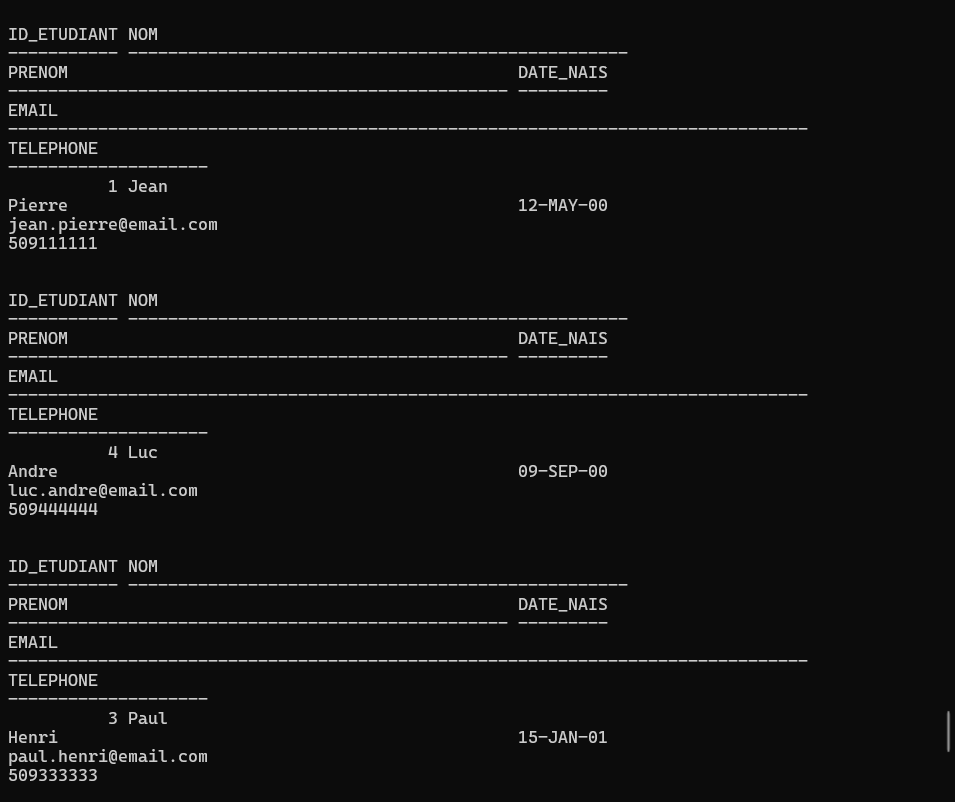 ID_ETUDIANT NOM
----------- --------------------------------------------------
PRENOM                                             DATE_NAIS
-------------------------------------------------- ---------
EMAIL
--------------------------------------------------------------------------------
TELEPHONE
--------------------
          1 Jean
Pierre                                             12-MAY-00
jean.pierre@email.com
509111111

ID_ETUDIANT NOM
----------- --------------------------------------------------
PRENOM                                             DATE_NAIS
-------------------------------------------------- ---------
EMAIL
--------------------------------------------------------------------------------
TELEPHONE
--------------------
          4 Luc
Andre                                              09-SEP-00
luc.andre@email.com
509444444

ID_ETUDIANT NOM
----------- --------------------------------------------------
PRENOM                                             DATE_NAIS
-------------------------------------------------- ---------
EMAIL
--------------------------------------------------------------------------------
TELEPHONE
--------------------
          3 Paul
Henri                                              15-JAN-01
paul.henri@email.com
509333333